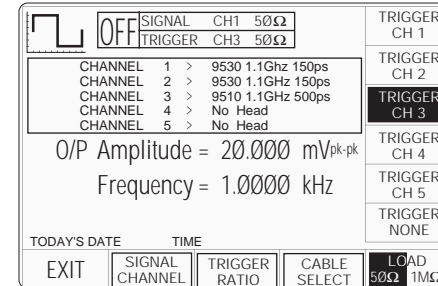 OFF
SIGNAL CH1 50Ω
TRIGGER CH3 50Ω
CHANNEL 1 > 9530 1.1Ghz 150ps
CHANNEL 2 > 9530 1.1GHz 150ps
CHANNEL 3 > 9510 1.1GHz 500ps
CHANNEL 4 > No Head
CHANNEL 5 > No Head
O/P Amplitude = 20.000 mVpk-pk
Frequency = 1.0000 kHz
TODAY'S DATE TIME
TRIGGER
CH 1
TRIGGER
CH 2
TRIGGER
CH 3
TRIGGER
CH 4
TRIGGER
CH 5
TRIGGER
NONE
EXIT
SIGNAL
CHANNEL
TRIGGER
RATIO
CABLE
SELECT
LOAD
50Ω 1MΩ